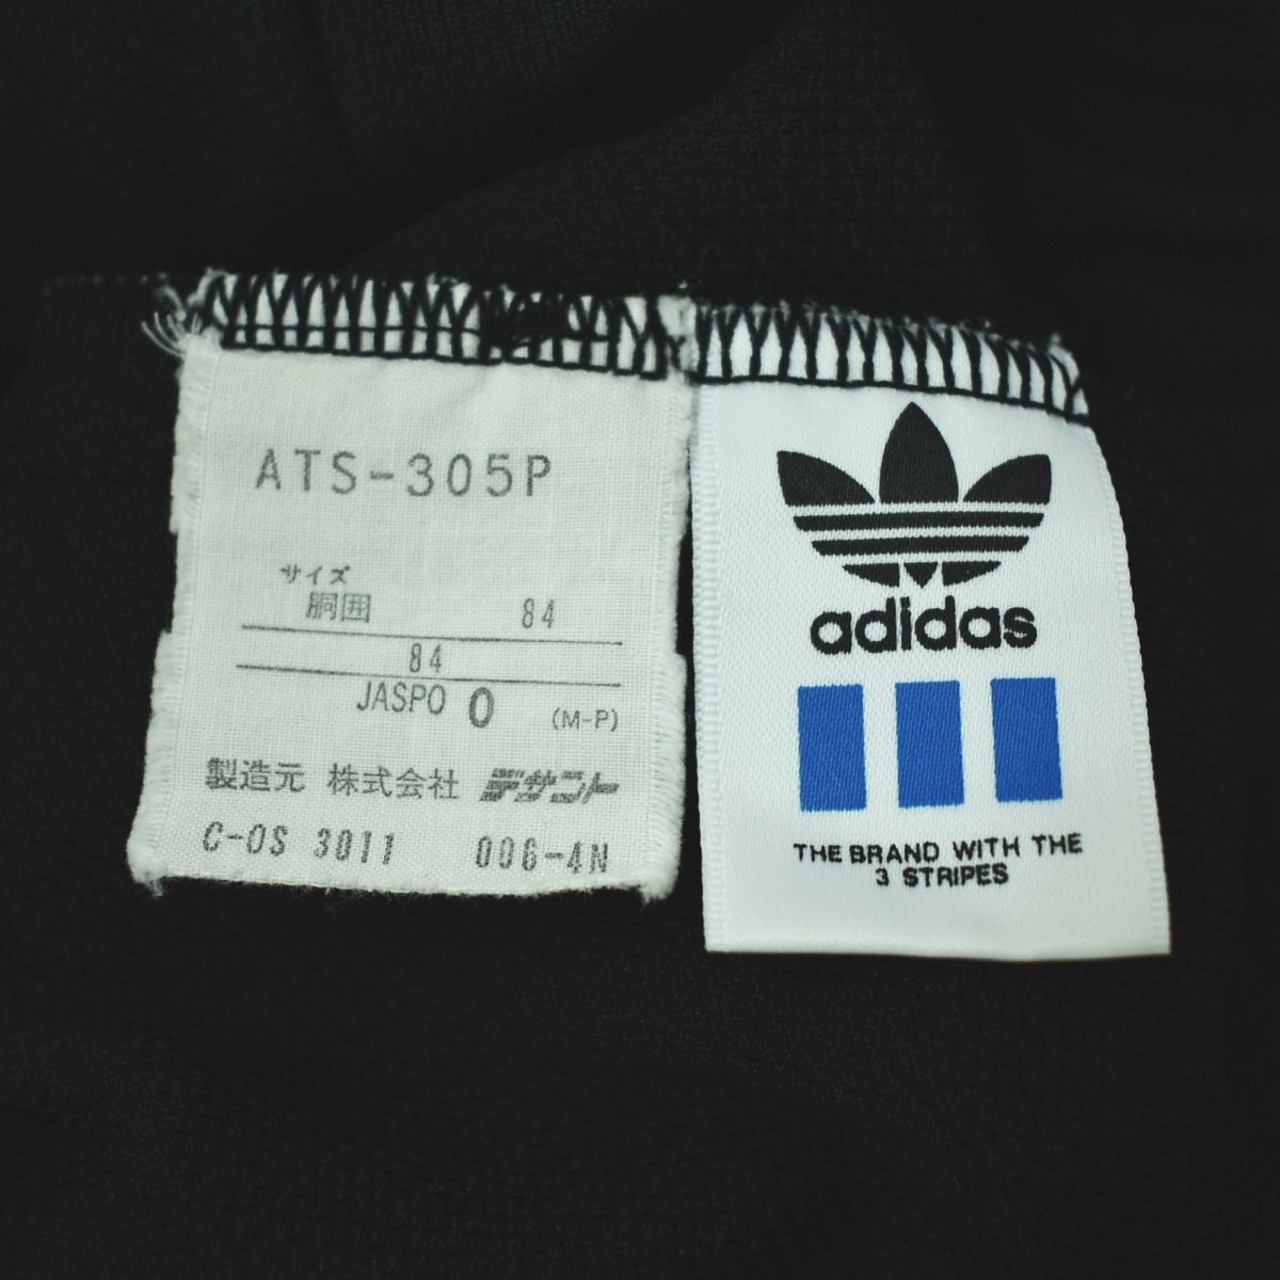 ATS-305P
サイズ
胴囲 84
84
JASPO O (M-P)
製造元 株式会社 デサント
C-OS 3011 006-4N
adidas
THE BRAND WITH THE
3 STRIPES